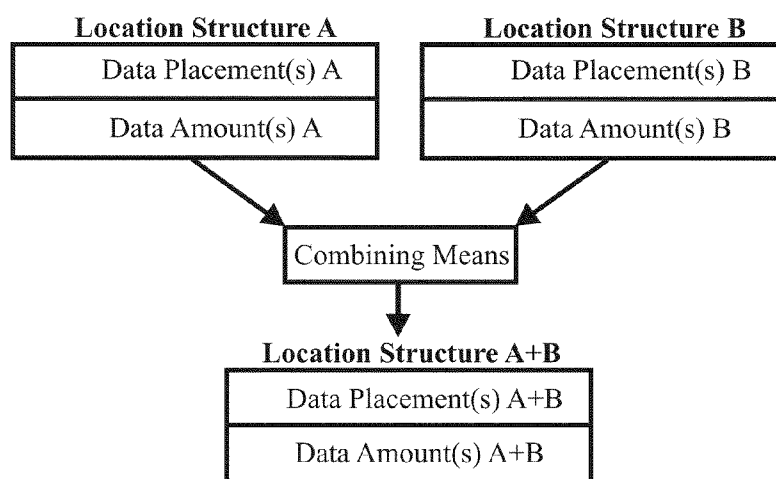 Location Structure A
Location Structure B
Data Placement(s) A
Data Placement(s) B
Data Amount(s) A
Data Amount(s) B
Combining Means
Location Structure A+B
Data Placement(s) A+B
Data Amount(s) A+B